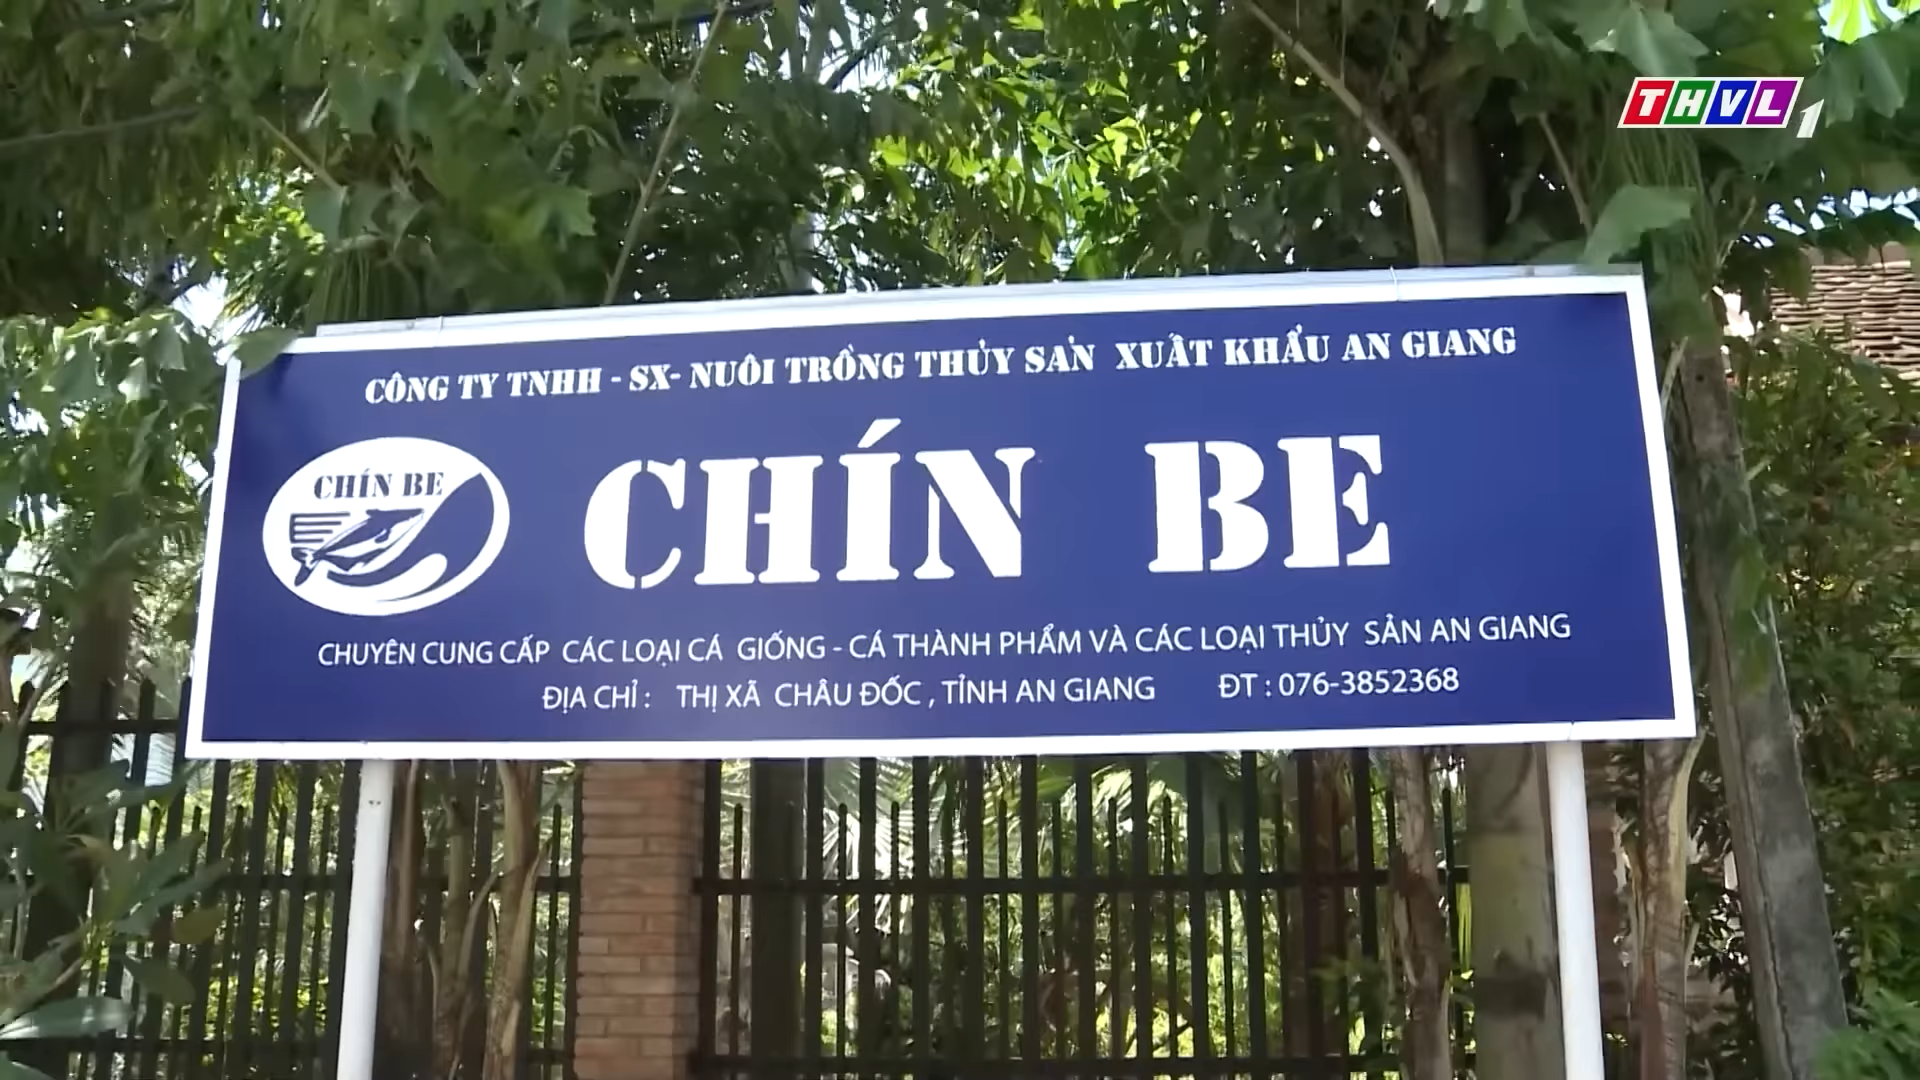 THVL1
CÔNG TY TNHH - SX- NUÔI TRỒNG THỦY SẢN XUẤT KHẨU AN GIANG
CHÍN BE
CHÍN BE
CHUYÊN CUNG CẤP CÁC LOẠI CÁ GIỐNG - CÁ THÀNH PHẨM VÀ CÁC LOẠI THỦY SẢN AN GIANG
ĐỊA CHỈ : THỊ XÃ CHÂU ĐỐC , TỈNH AN GIANG ĐT : 076-3852368